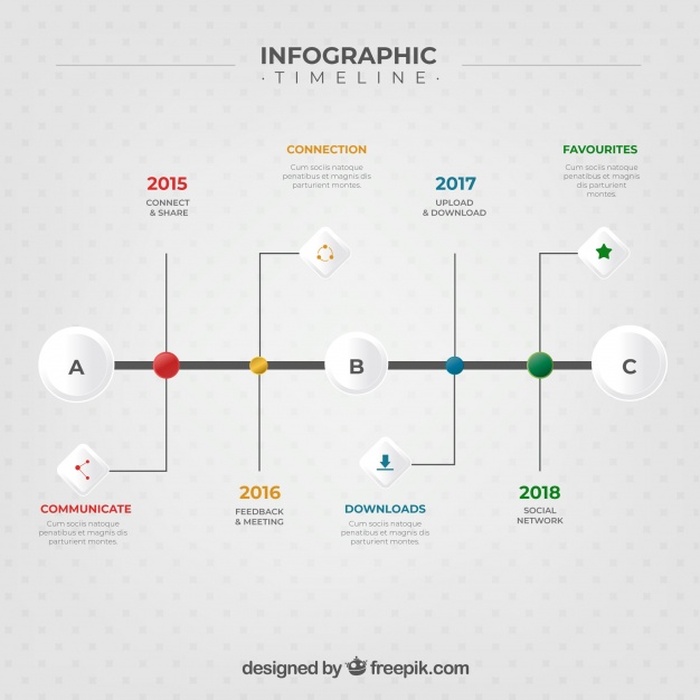 INFOGRAPHIC
·TIMELINE·
CONNECTION
Cum sociis natoque
penatibus et magnis dis
parturient montes.
FAVOURITES
Cum sociis natoque
penatibus et magnis
dis parturient
montes.
2015
CONNECT
& SHARE
2017
UPLOAD
& DOWNLOAD
A
B
C
COMMUNICATE
Cum sociis natoque
penatibus et magnis dis
parturient montes.
2016
FEEDBACK
& MEETING
DOWNLOADS
Cum sociis natoque
penatibus et magnis dis
parturient montes.
2018
SOCIAL
NETWORK
designed by freepik.com